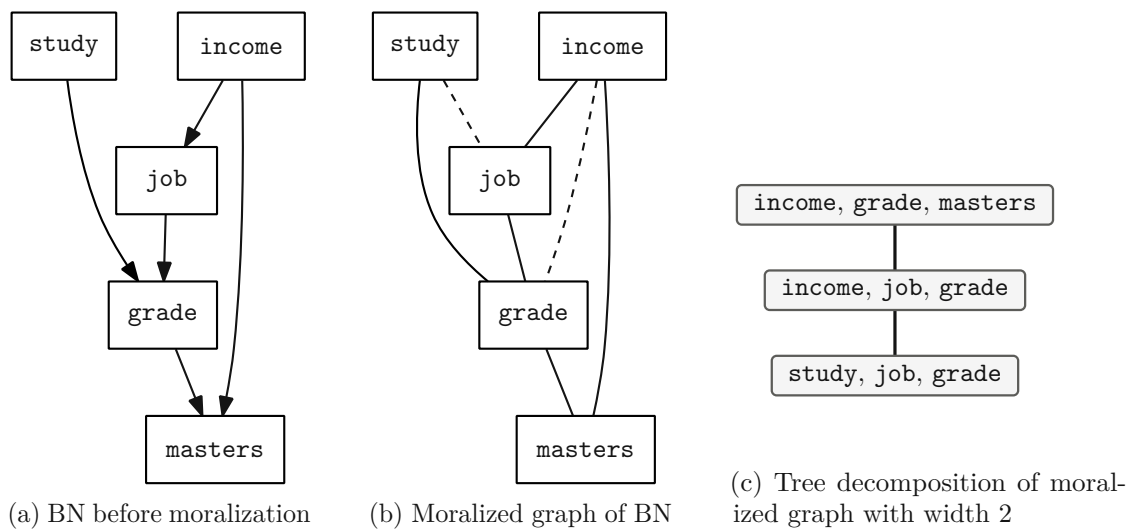 study
income
job
grade
masters
(a) BN before moralization
study
income
job
grade
masters
(b) Moralized graph of BN
income, grade, masters
income, job, grade
study, job, grade
(c) Tree decomposition of moral-
ized graph with width 2